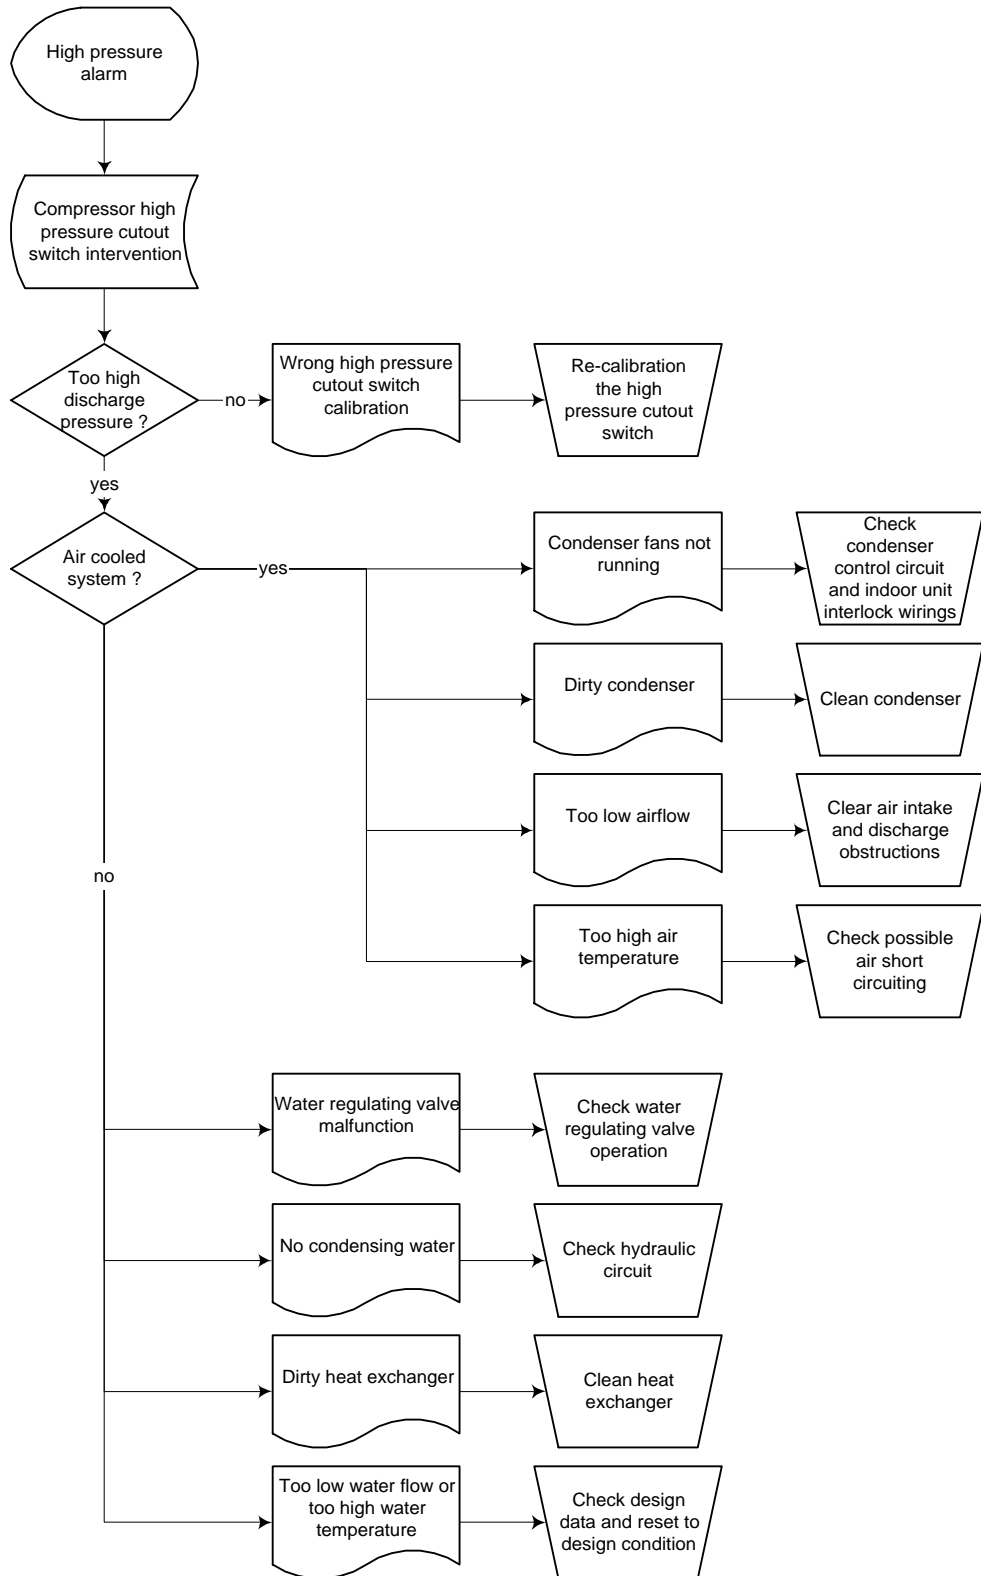 High pressure
alarm
Compressor high
pressure cutout
switch intervention
Too high
discharge
pressure ?
no
Wrong high pressure
cutout switch
calibration
Re-calibration
the high
pressure cutout
switch
yes
Air cooled
system ?
yes
Condenser fans not
running
Check
condenser
control circuit
and indoor unit
interlock wirings
Dirty condenser
Clean condenser
Too low airflow
Clear air intake
and discharge
obstructions
no
Too high air
temperature
Check possible
air short
circuiting
Water regulating valve
malfunction
Check water
regulating valve
operation
No condensing water
Check hydraulic
circuit
Dirty heat exchanger
Clean heat
exchanger
Too low water flow or
too high water
temperature
Check design
data and reset to
design condition